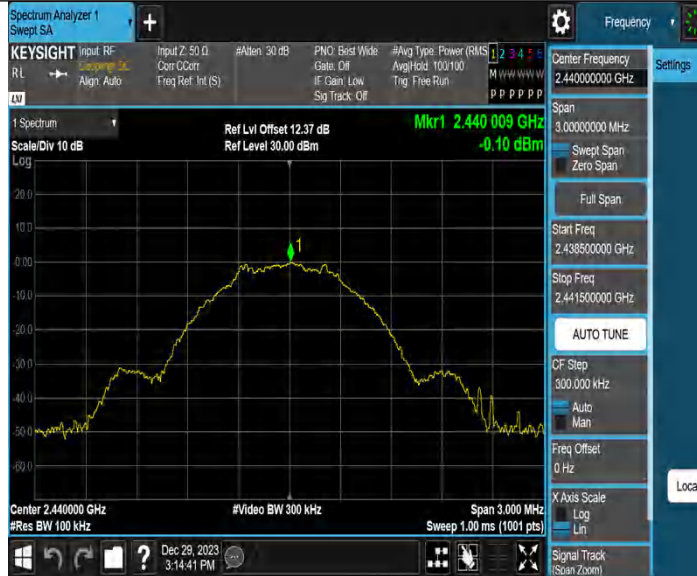 Spectrum Analyzer 1
Swept SA
Frequency
KEYSIGHT
RL
Input: RF
Coupling: DC
Align: Auto
Input Z: 50 Ω
Corr CCorr
Freq Ref: Int (S)
#Atten: 30 dB
PNO: Best Wide
Gate: Off
IF Gain: Low
Sig Track: Off
#Avg Type: Power (RMS
Avg|Hold: 100/100
Trig: Free Run
1 2 3 4 5 6
M W W W W W
P P P P P P
1 Spectrum
Scale/Div 10 dB
Ref Lvl Offset 12.37 dB
Ref Level 30.00 dBm
Mkr1 2.440 009 GHz
-0.10 dBm
Log
20.0
10.0
0.00
-10.0
-20.0
-30.0
-40.0
-50.0
-60.0
1
Center 2.440000 GHz
#Res BW 100 kHz
#Video BW 300 kHz
Span 3.000 MHz
Sweep 1.00 ms (1001 pts)
?
Dec 29, 2023
3:14:41 PM
Center Frequency
2.440000000 GHz
Settings
Span
3.00000000 MHz
Swept Span
Zero Span
Full Span
Start Freq
2.438500000 GHz
Stop Freq
2.441500000 GHz
AUTO TUNE
CF Step
300.000 kHz
Auto
Man
Freq Offset
0 Hz
Loca
X Axis Scale
Log
Lin
Signal Track
(Span Zoom)